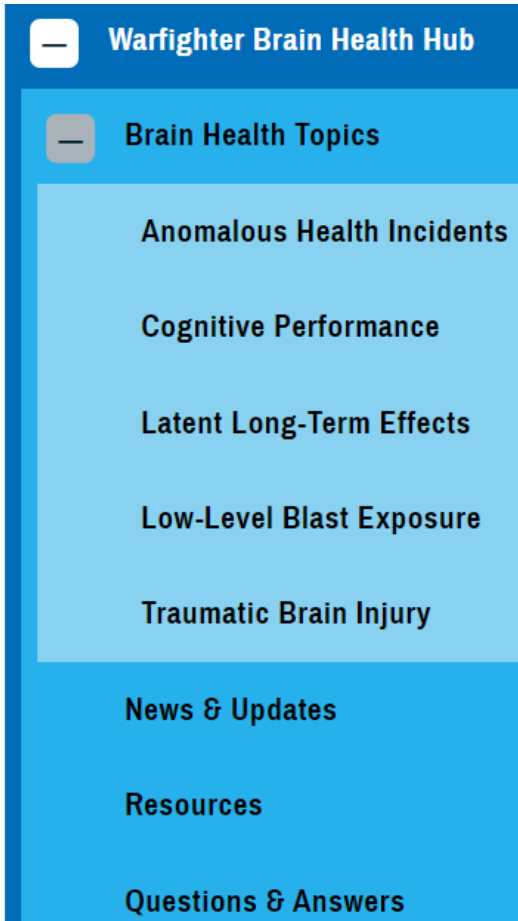 Warfighter Brain Health Hub
Brain Health Topics
Anomalous Health Incidents
Cognitive Performance
Latent Long-Term Effects
Low-Level Blast Exposure
Traumatic Brain Injury
News & Updates
Resources
Questions & Answers